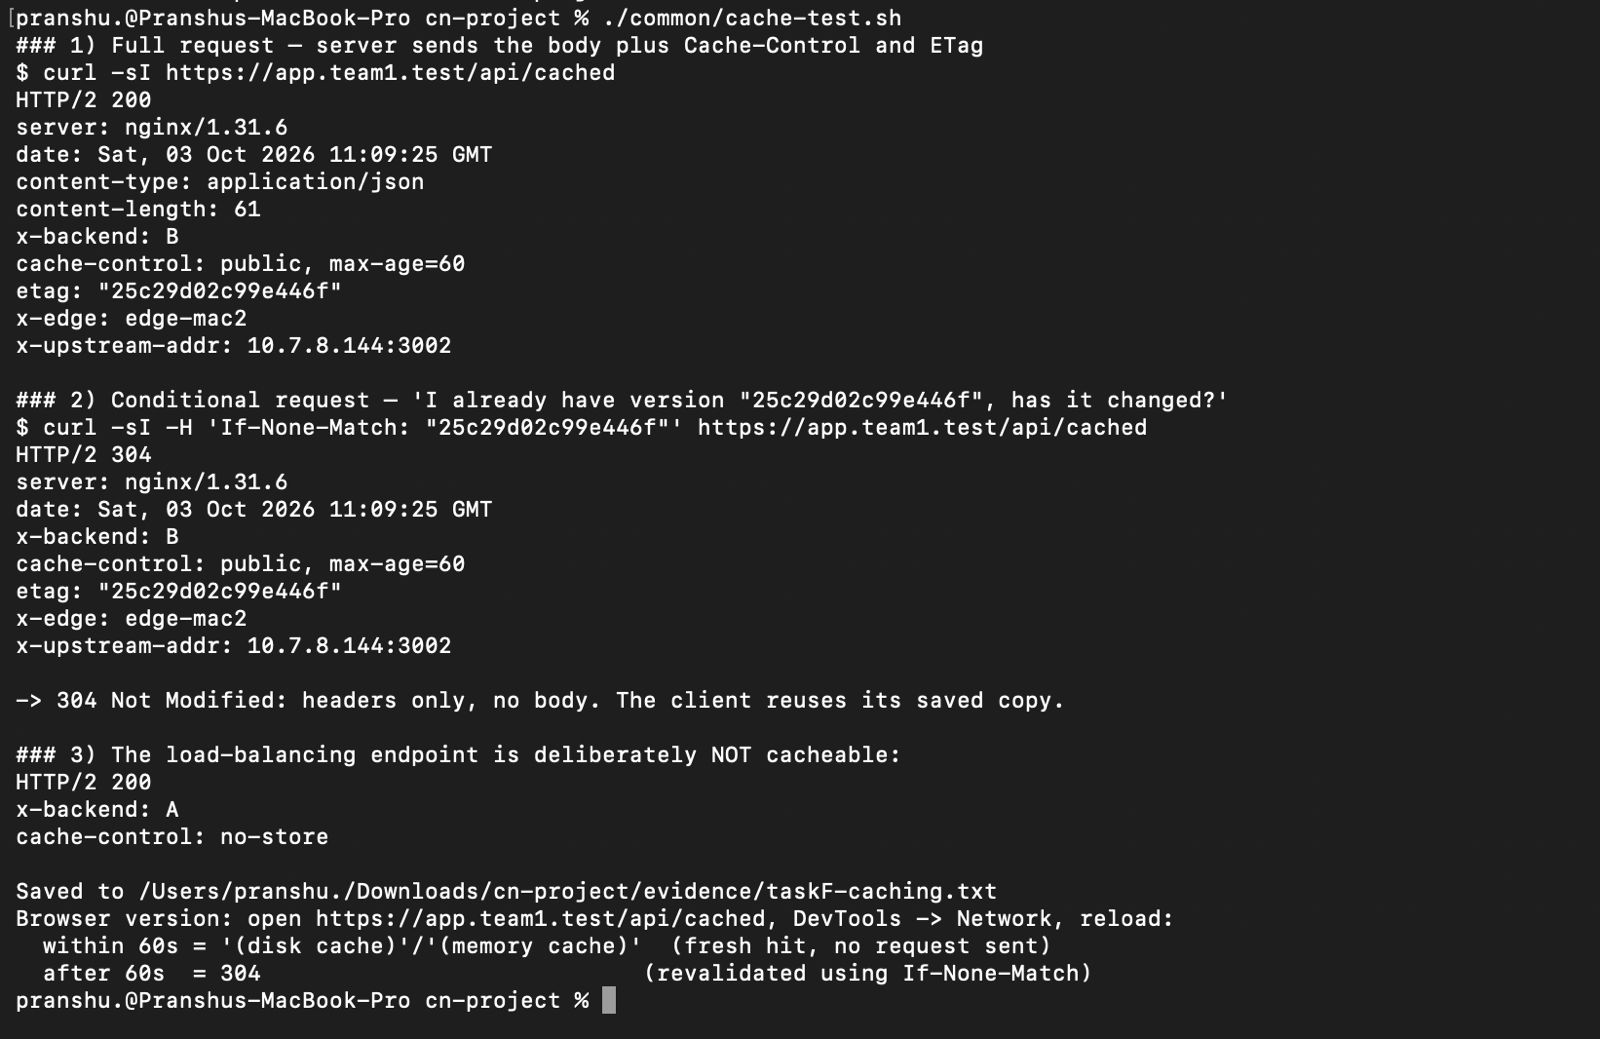 [pranshu.@Pranshus-MacBook-Pro cn-project % ./common/cache-test.sh
### 1) Full request — server sends the body plus Cache-Control and ETag
$ curl -sI https://app.team1.test/api/cached
HTTP/2 200
server: nginx/1.31.6
date: Sat, 03 Oct 2026 11:09:25 GMT
content-type: application/json
content-length: 61
x-backend: B
cache-control: public, max-age=60
etag: "25c29d02c99e446f"
x-edge: edge-mac2
x-upstream-addr: 10.7.8.144:3002

### 2) Conditional request — 'I already have version "25c29d02c99e446f", has it changed?'
$ curl -sI -H 'If-None-Match: "25c29d02c99e446f"' https://app.team1.test/api/cached
HTTP/2 304
server: nginx/1.31.6
date: Sat, 03 Oct 2026 11:09:25 GMT
x-backend: B
cache-control: public, max-age=60
etag: "25c29d02c99e446f"
x-edge: edge-mac2
x-upstream-addr: 10.7.8.144:3002

-> 304 Not Modified: headers only, no body. The client reuses its saved copy.

### 3) The load-balancing endpoint is deliberately NOT cacheable:
HTTP/2 200
x-backend: A
cache-control: no-store

Saved to /Users/pranshu./Downloads/cn-project/evidence/taskF-caching.txt
Browser version: open https://app.team1.test/api/cached, DevTools -> Network, reload:
  within 60s = '(disk cache)'/'(memory cache)'  (fresh hit, no request sent)
  after 60s  = 304                            (revalidated using If-None-Match)
pranshu.@Pranshus-MacBook-Pro cn-project %